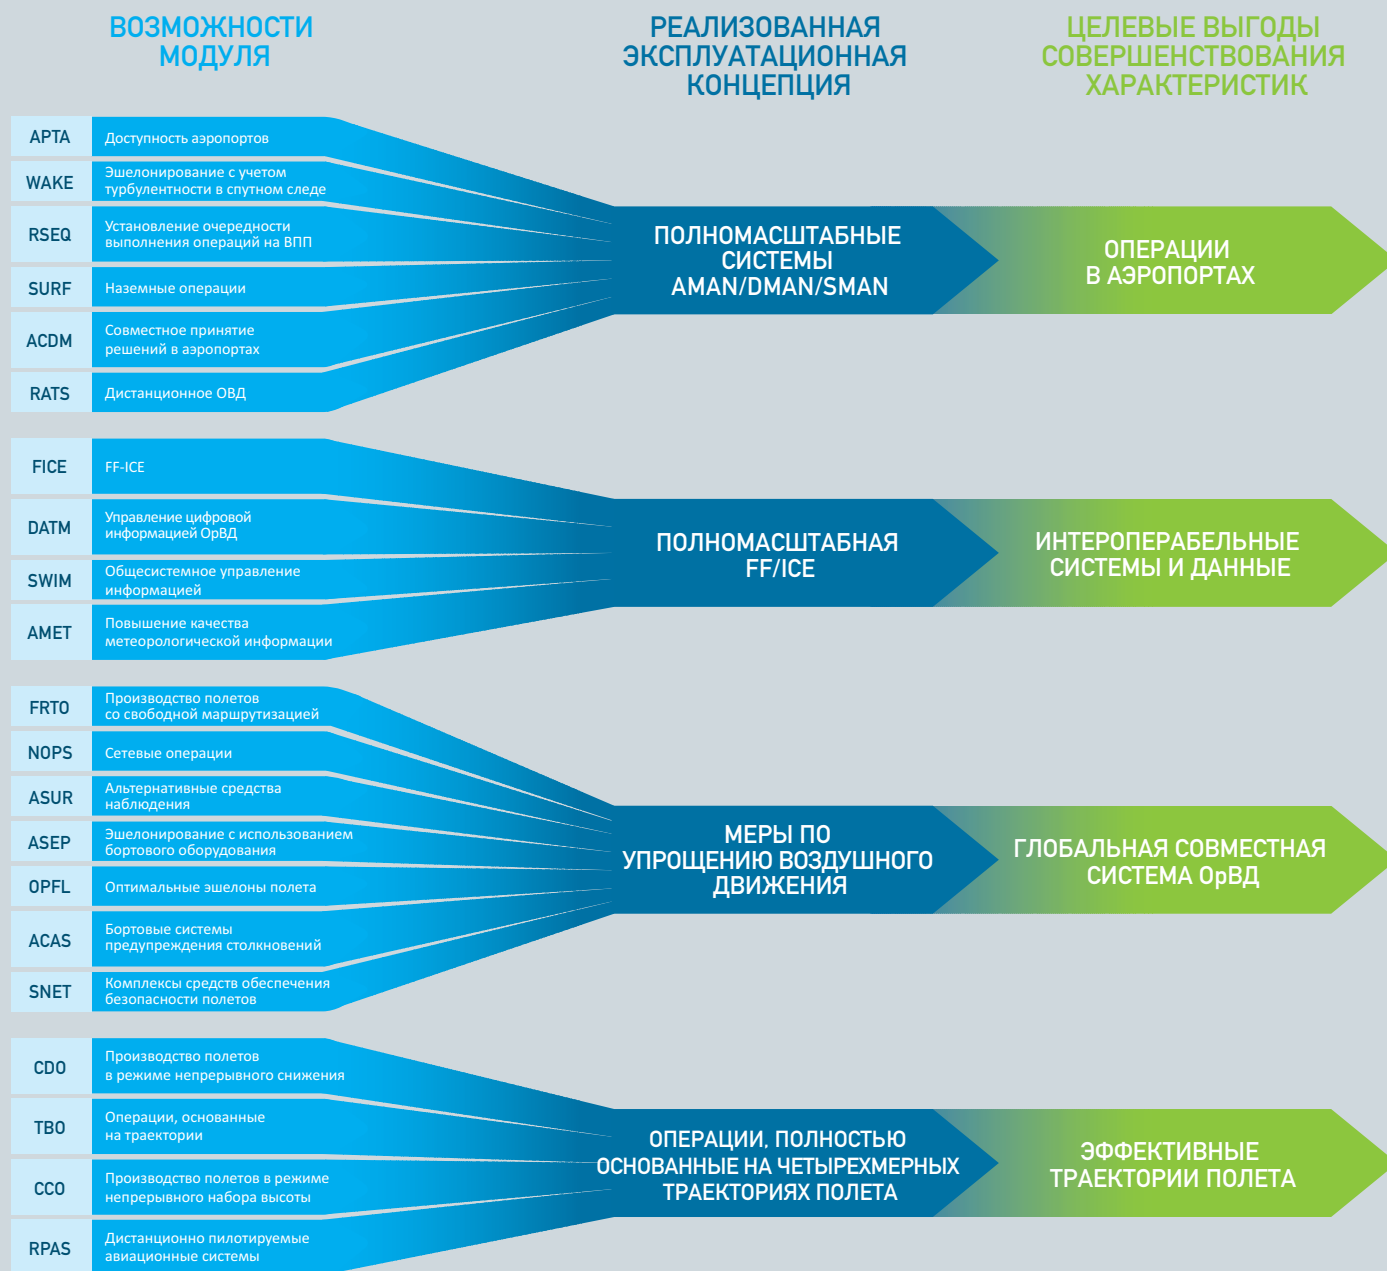 ВОЗМОЖНОСТИ
МОДУЛЯ
РЕАЛИЗОВАННАЯ
ЭКСПЛУАТАЦИОННАЯ
КОНЦЕПЦИЯ
ЦЕЛЕВЫЕ ВЫГОДЫ
СОВЕРШЕНСТВОВАНИЯ
ХАРАКТЕРИСТИК
APTA
Доступность аэропортов
WAKE
Эшелонирование с учетом
турбулентности в спутном следе
RSEQ
Установление очередности
выполнения операций на ВПП
SURF
Наземные операции
ACDM
Совместное принятие
решений в аэропортах
RATS
Дистанционное ОВД
ПОЛНОМАСШТАБНЫЕ
СИСТЕМЫ
AMAN/DMAN/SMAN
ОПЕРАЦИИ
В АЭРОПОРТАХ
FICE
FF-ICE
DATM
Управление цифровой
информацией ОрВД
SWIM
Общесистемное управление
информацией
AMET
Повышение качества
метеорологической информации
ПОЛНОМАСШТАБНАЯ
FF/ICE
ИНТЕРОПЕРАБЕЛЬНЫЕ
СИСТЕМЫ И ДАННЫЕ
FRTO
Производство полетов
со свободной маршрутизацией
NOPS
Сетевые операции
ASUR
Альтернативные средства
наблюдения
ASEP
Эшелонирование с использованием
бортового оборудования
OPFL
Оптимальные эшелоны полета
ACAS
Бортовые системы
предупреждения столкновений
SNET
Комплексы средств обеспечения
безопасности полетов
МЕРЫ ПО
УПРОЩЕНИЮ ВОЗДУШНОГО
ДВИЖЕНИЯ
ГЛОБАЛЬНАЯ СОВМЕСТНАЯ
СИСТЕМА ОрВД
CDO
Производство полетов
в режиме непрерывного снижения
TBO
Операции, основанные
на траектории
CCO
Производство полетов в режиме
непрерывного набора высоты
RPAS
Дистанционно пилотируемые
авиационные системы
ОПЕРАЦИИ, ПОЛНОСТЬЮ
ОСНОВАННЫЕ НА ЧЕТЫРЕХМЕРНЫХ
ТРАЕКТОРИЯХ ПОЛЕТА
ЭФФЕКТИВНЫЕ
ТРАЕКТОРИИ ПОЛЕТА